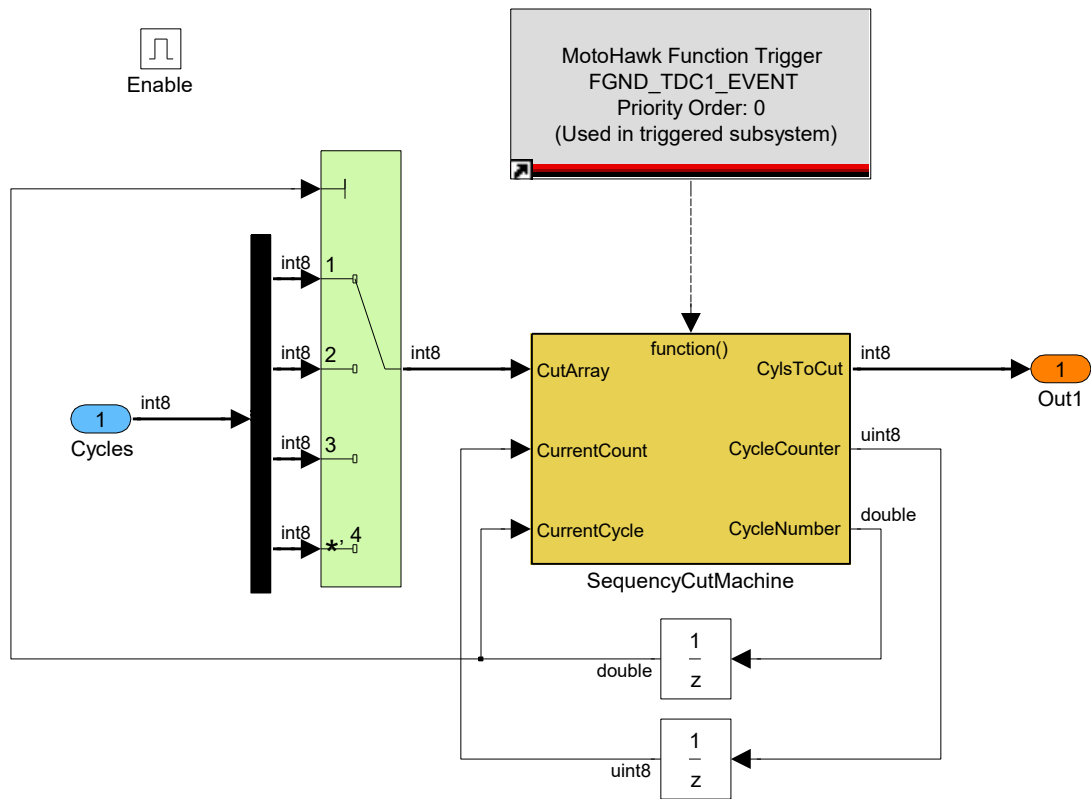 Enable
MotoHawk Function Trigger
FGND_TDC1_EVENT
Priority Order: 0
(Used in triggered subsystem)
int8
1
int8
2
int8
3
int8
*, 4
1
int8
Cycles
int8
function()
CutArray
CurrentCount
CurrentCycle
CylsToCut
CycleCounter
CycleNumber
SequencyCutMachine
int8
1
Out1
uint8
double
1
z
double
1
z
uint8